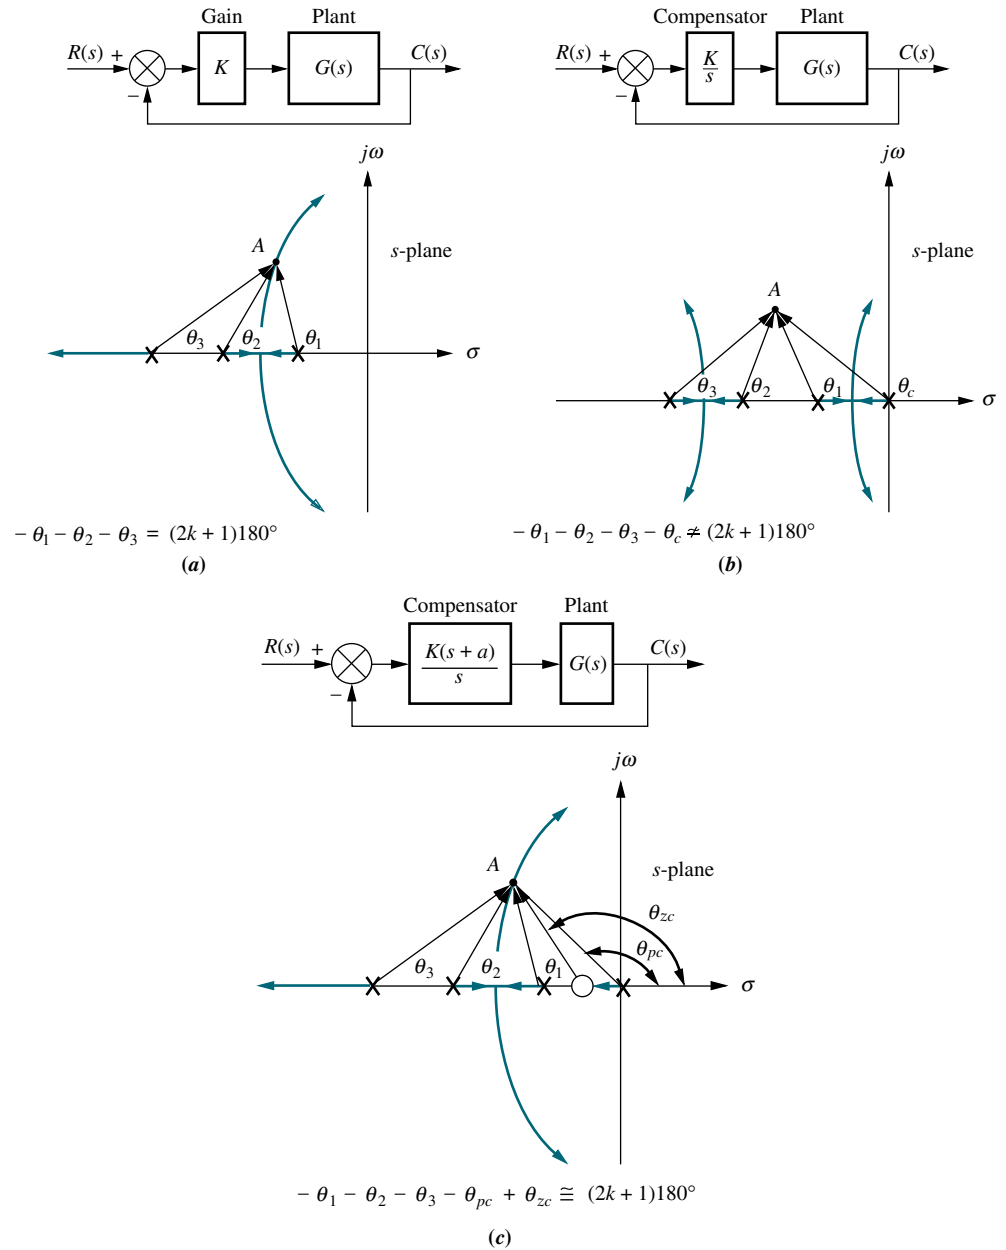 Gain Plant
R(s) + K G(s) C(s)
−
jω
A s-plane
θ3 θ2 θ1 σ
− θ1 − θ2 − θ3 = (2k + 1)180°
(a)
Compensator Plant
R(s) + K/s G(s) C(s)
−
jω
s-plane
A
θ3 θ2 θ1 θc σ
− θ1 − θ2 − θ3 − θc ≠ (2k + 1)180°
(b)
Compensator Plant
R(s) + K(s + a)/s G(s) C(s)
−
jω
A s-plane
θzc
θpc
θ3 θ2 θ1 σ
− θ1 − θ2 − θ3 − θpc + θzc ≅ (2k + 1)180°
(c)